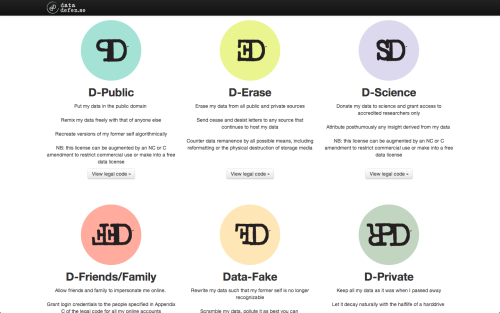 data
defen.se
D-Public
Put my data in the public domain
Remix my data freely with that of anyone else
Recreate versions of my former self algorithmically
NB: this license can be augmented by an NC or C
amendment to restrict commercial use or make into a free
data license
View legal code »
D-Erase
Erase my data from all public and private sources
Send cease and desist letters to any source that
continues to host my data
Counter data remanence by all possible means, including
reformatting or the physical destruction of storage media
View legal code »
D-Science
Donate my data to science and grant access to
accredited researchers only
Attribute posthumously any insight derived from my data
NB: this license can be augmented by an NC or C
amendment to restrict commercial use or make into a free
data license
View legal code »
D-Friends/Family
Allow friends and family to impersonate me online.
Grant login credentials to the people specified in Appendix
C of the legal code for all my online accounts
Data-Fake
Rewrite my data such that my former self is no longer
recognizable
Scramble my data, pollute it as best you can
D-Private
Keep all my data as it was when i passed away
Let it decay naturally with the halflife of a harddrive